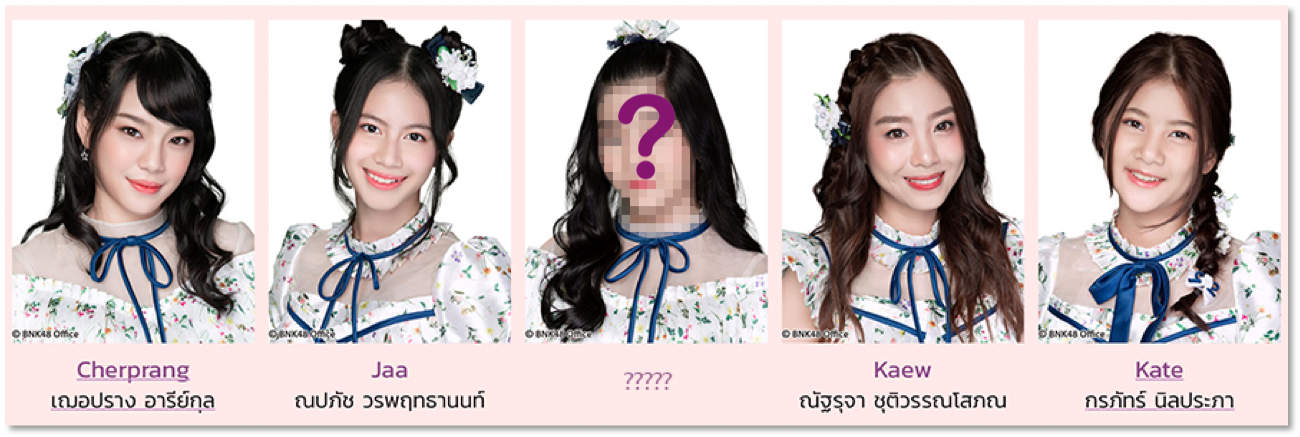 ?
© BNK48 Office
© BNK48 Office
© BNK48 Office
© BNK48 Office
© BNK48 Office
Cherprang
เฌอปราง อารีย์กุล
Jaa
ณปภัช วรพฤทธานนท์
?????
Kaew
ณัฐรุจา ชุติวรรณโสภณ
Kate
กรภัทร์ นิลประภา